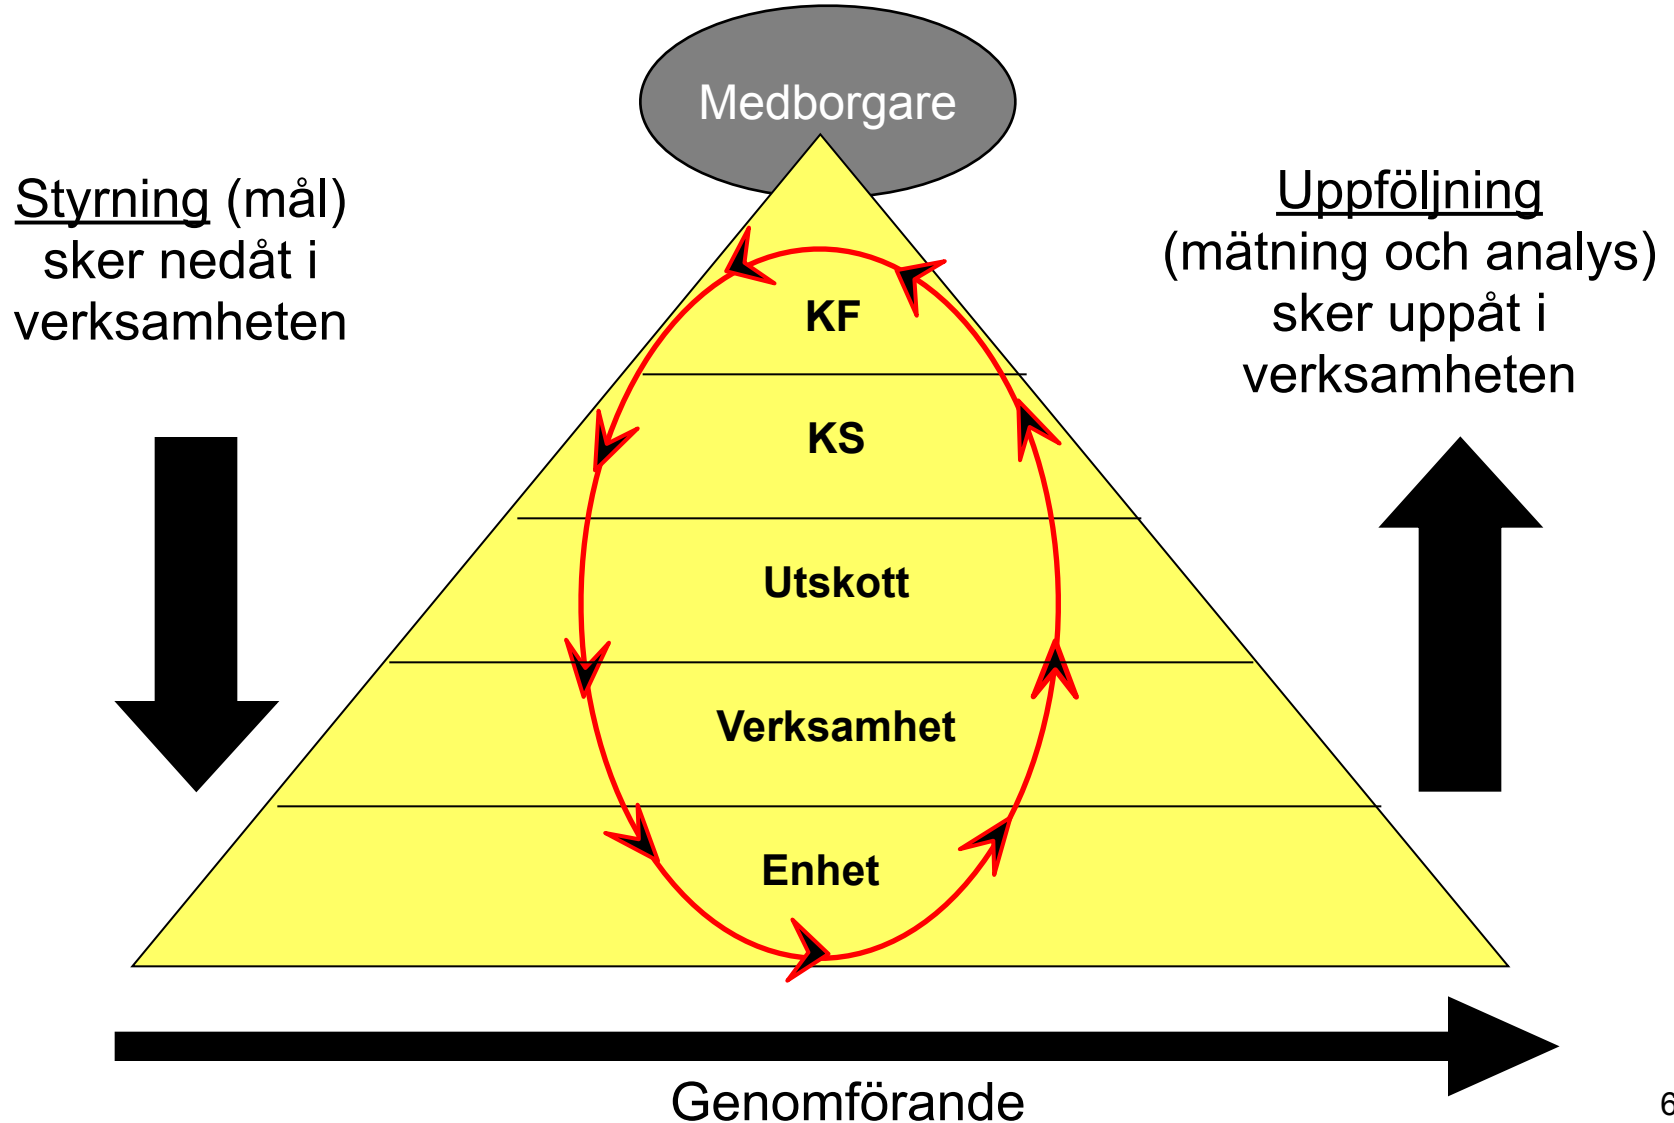 Medborgare
Styrning (mål)
sker nedåt i
verksamheten
Uppföljning
(mätning och analys)
sker uppåt i
verksamheten
KF
KS
Utskott
Verksamhet
Enhet
Genomförande
6